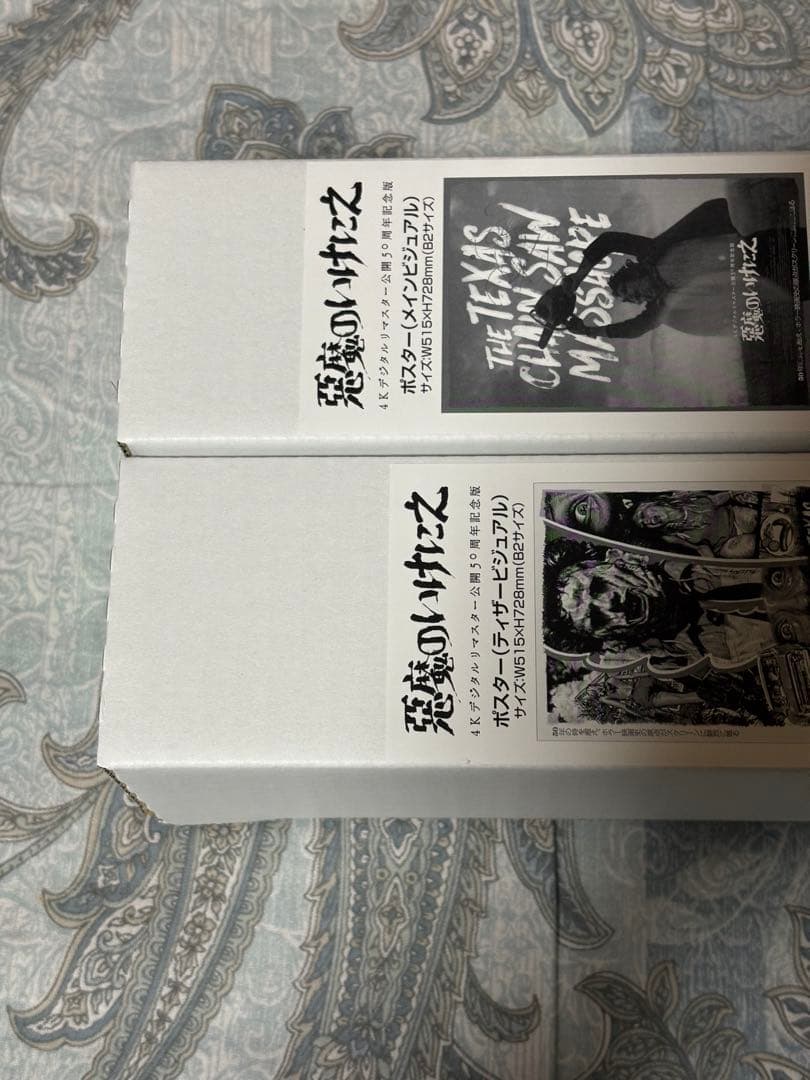 悪魔のいけにえ
4Kデジタルリマスター公開50周年記念版
ポスター(メインビジュアル)
サイズ:W515×H728mm(B2サイズ)
THE TEXAS
CHAIN SAW
MASSACRE
悪魔のいけにえ
悪魔のいけにえ
4Kデジタルリマスター公開50周年記念版
ポスター(ティザービジュアル)
サイズ:W515×H728mm(B2サイズ)